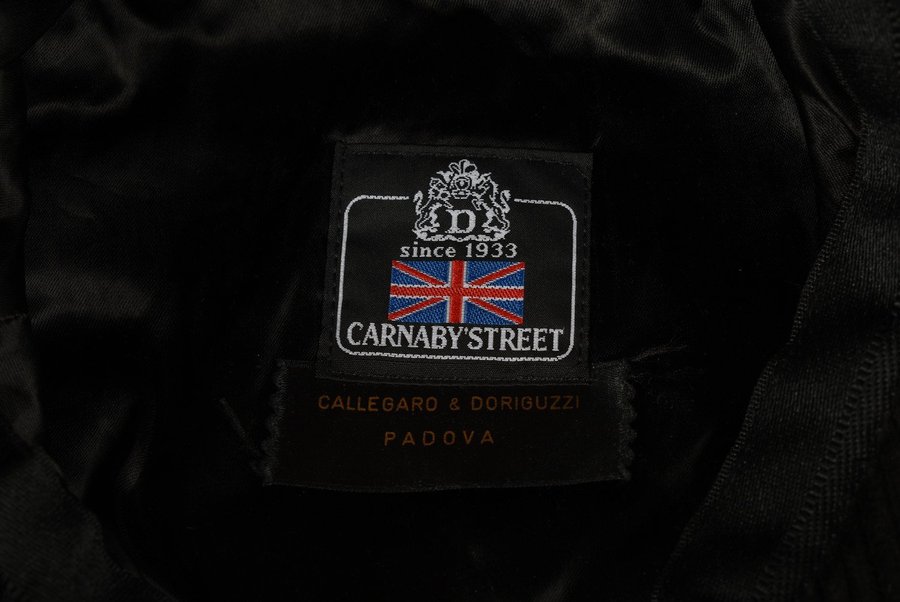 D
since 1933
CARNABY'STREET
CALLEGARO & DORIGUZZI
PADOVA